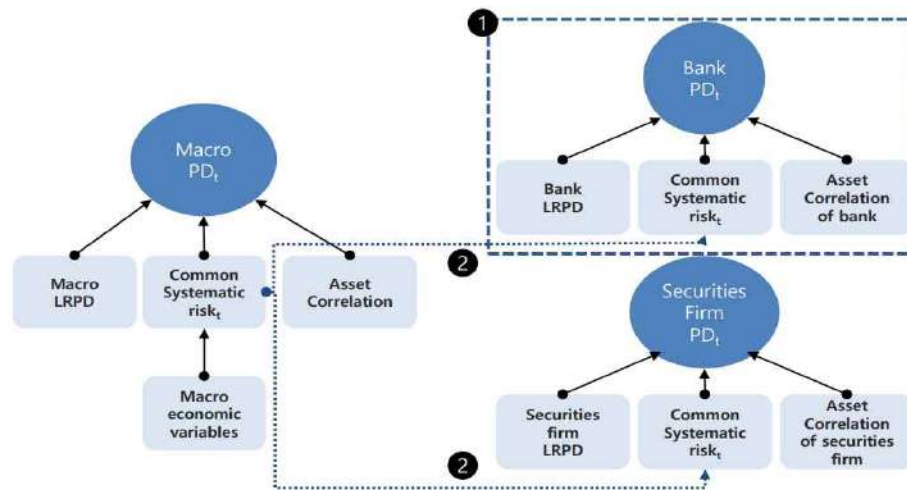 1
Bank
PDt
Macro
PDt
Bank
LRPD
Common
Systematic
riskt
Asset
Correlation
of bank
2
Macro
LRPD
Common
Systematic
riskt
Asset
Correlation
Securities
Firm
PDt
Macro
economic
variables
Securities
firm
LRPD
Common
Systematic
riskt
Asset
Correlation
of securities
firm
2